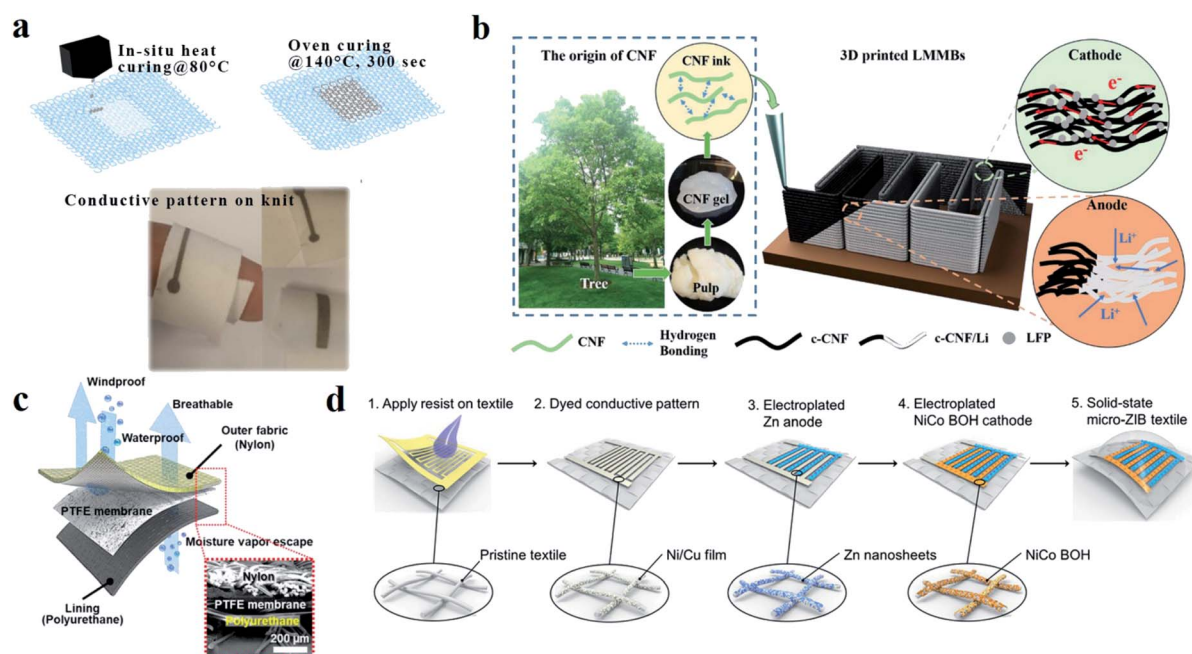 a
In-situ heat
curing@80°C
Oven curing
@140°C, 300 sec
Conductive pattern on knit
b
The origin of CNF
CNF ink
CNF gel
Pulp
Tree
3D printed LMMBs
Cathode
e⁻
e⁻
Anode
Li⁺
Li⁺
CNF
Hydrogen
Bonding
c-CNF
c-CNF/Li
LFP
c
Windproof
Breathable
Waterproof
Outer fabric
(Nylon)
PTFE membrane
Moisture vapor escape
Lining
(Polyurethane)
Nylon
PTFE membrane
Polyurethane
200 μm
d
1. Apply resist on textile
2. Dyed conductive pattern
3. Electroplated
Zn anode
4. Electroplated
NiCo BOH cathode
5. Solid-state
micro-ZIB textile
Pristine textile
Ni/Cu film
Zn nanosheets
NiCo BOH